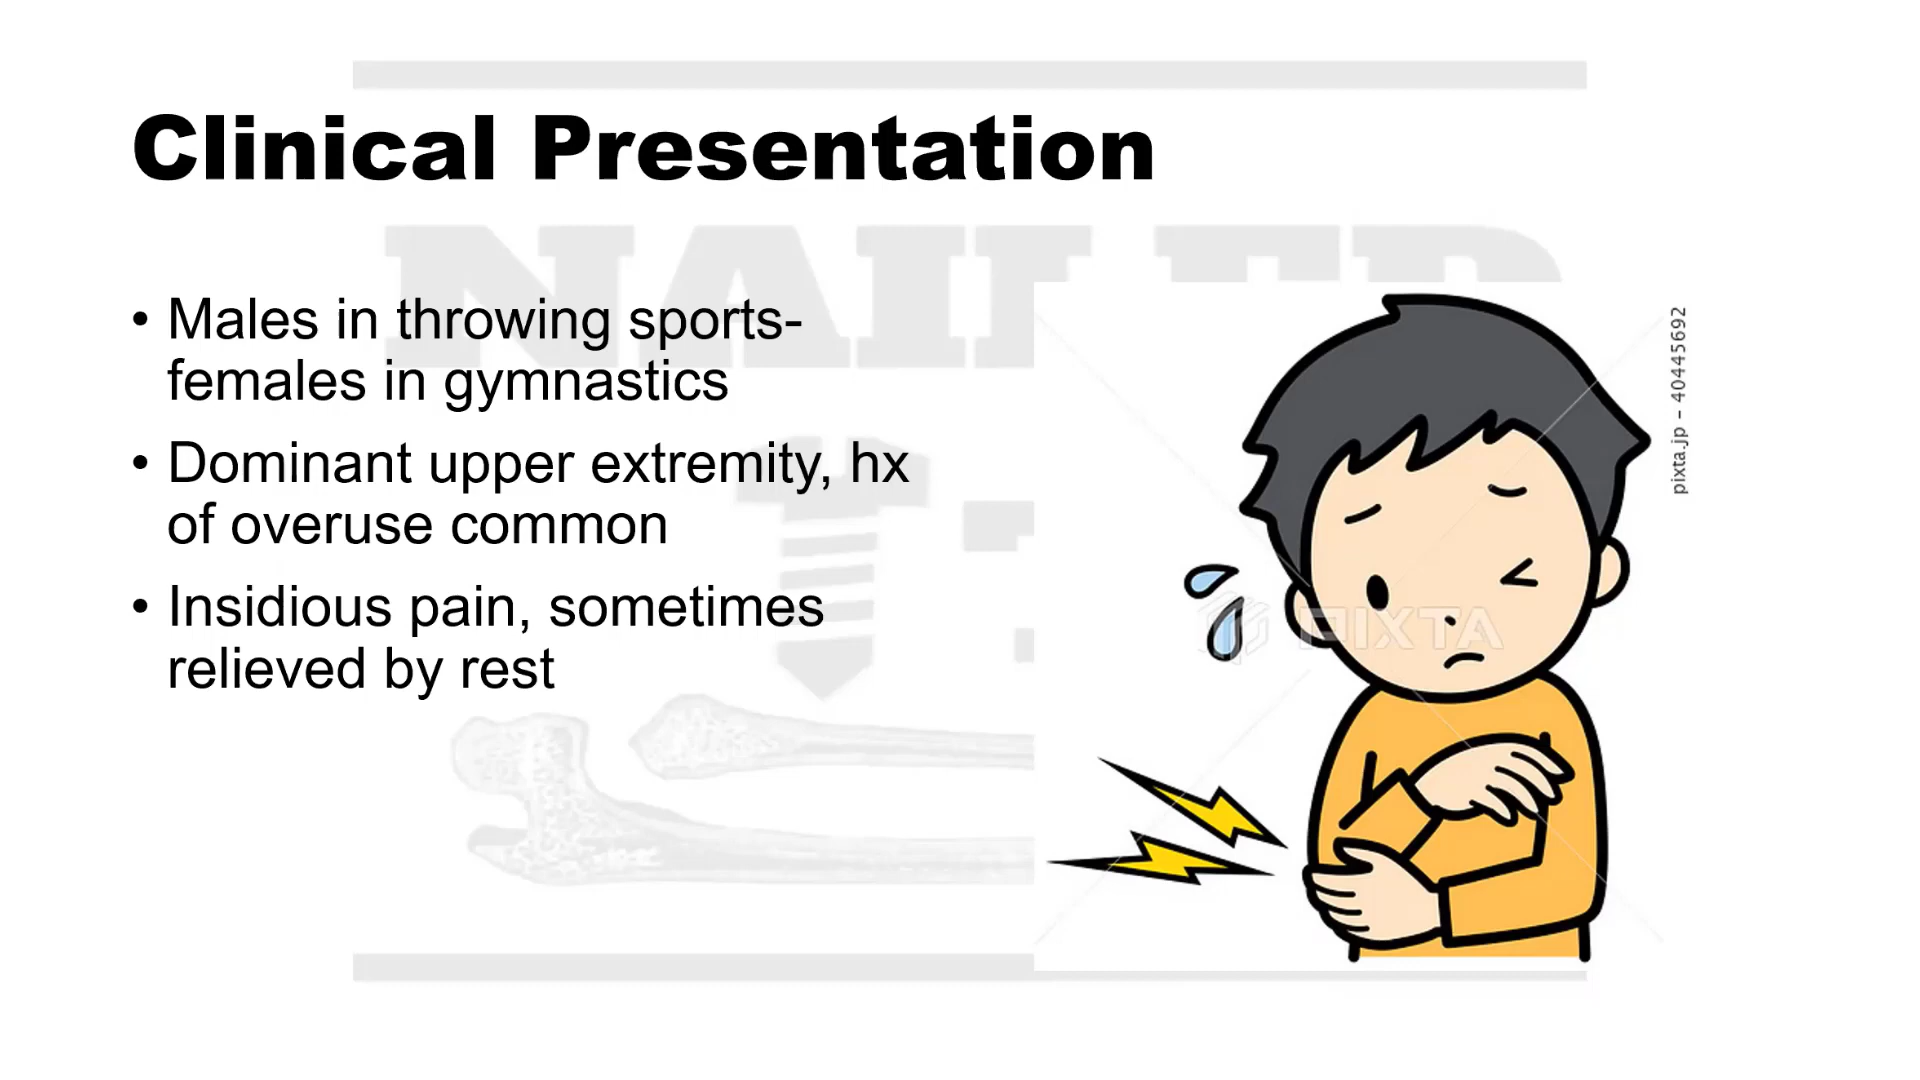 Clinical Presentation
NAILED
• Males in throwing sports-
females in gymnastics
• Dominant upper extremity, hx
of overuse common
• Insidious pain, sometimes
relieved by rest
PIXTA
pixta.jp - 40445692